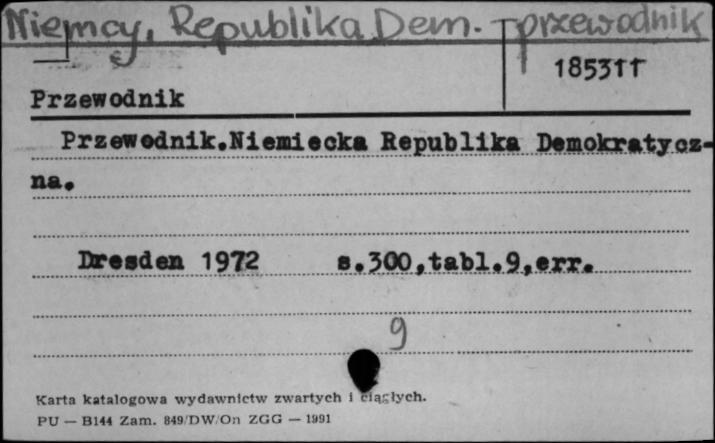 Niemcy, Republika Dem. - przewodnik
185311
Przewodnik
Przewodnik.Niemiecka Republika Demokratycz-
na.
Dresden 1972 s.300,tabl.9,err.
9
Karta katalogowa wydawnictw zwartych i ciągłych.
PU — B144 Zam. 849/DW/On ZGG — 1991